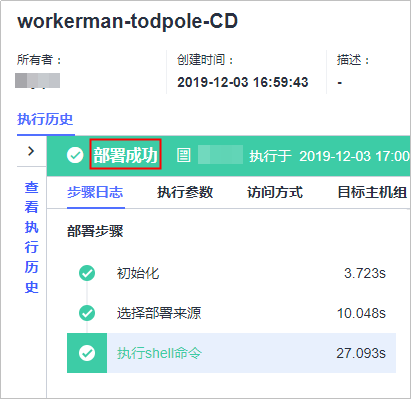 workerman-todpole-CD
所有者： 创建时间： 描述：
2019-12-03 16:59:43 -
执行历史
部署成功 执行于 2019-12-03 17:00
查看执行历史
步骤日志 执行参数 访问方式 目标主机组
部署步骤
初始化 3.723s
选择部署来源 10.048s
执行shell命令 27.093s